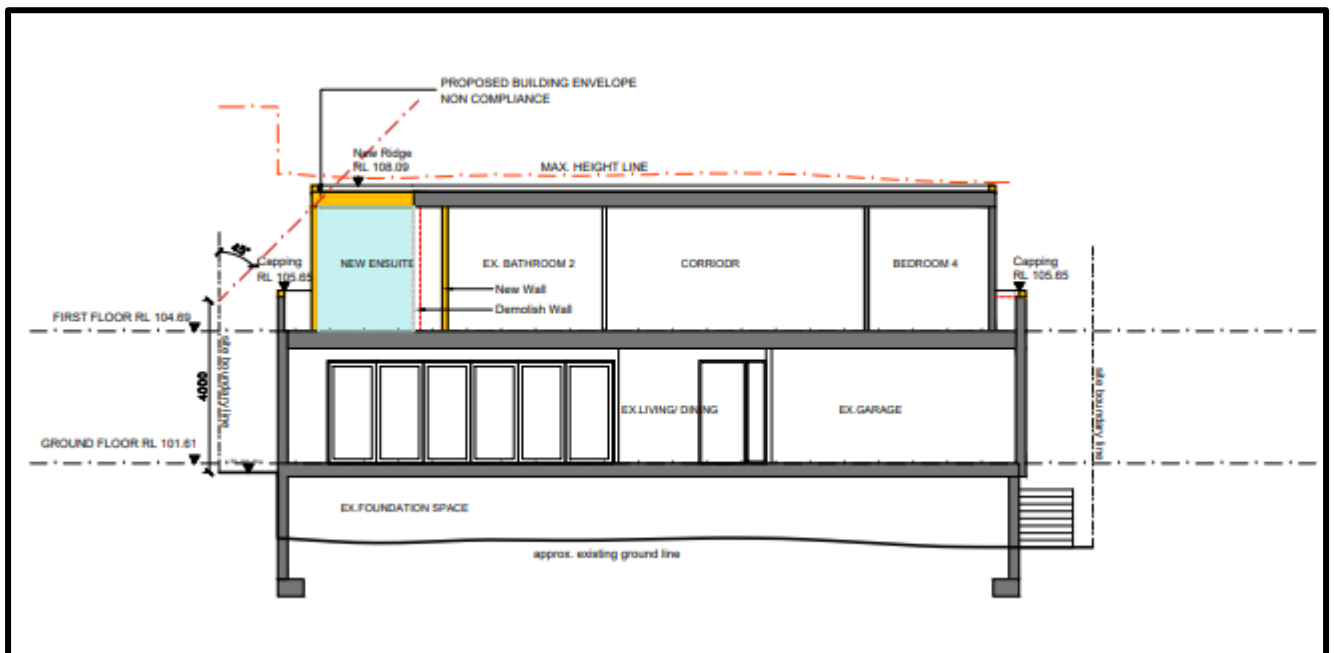 PROPOSED BUILDING ENVELOPE
NON COMPLIANCE
New Ridge
RL 108.09
MAX. HEIGHT LINE
45°
Capping
RL 105.65
NEW ENSUITE
EX. BATHROOM 2
CORRIODR
BEDROOM 4
Capping
RL 105.65
New Wall
Demolish Wall
FIRST FLOOR RL 104.69
4000
site boundary line
EX.LIVING/ DINING
EX.GARAGE
site boundary line
GROUND FLOOR RL 101.61
EX.FOUNDATION SPACE
approx. existing ground line